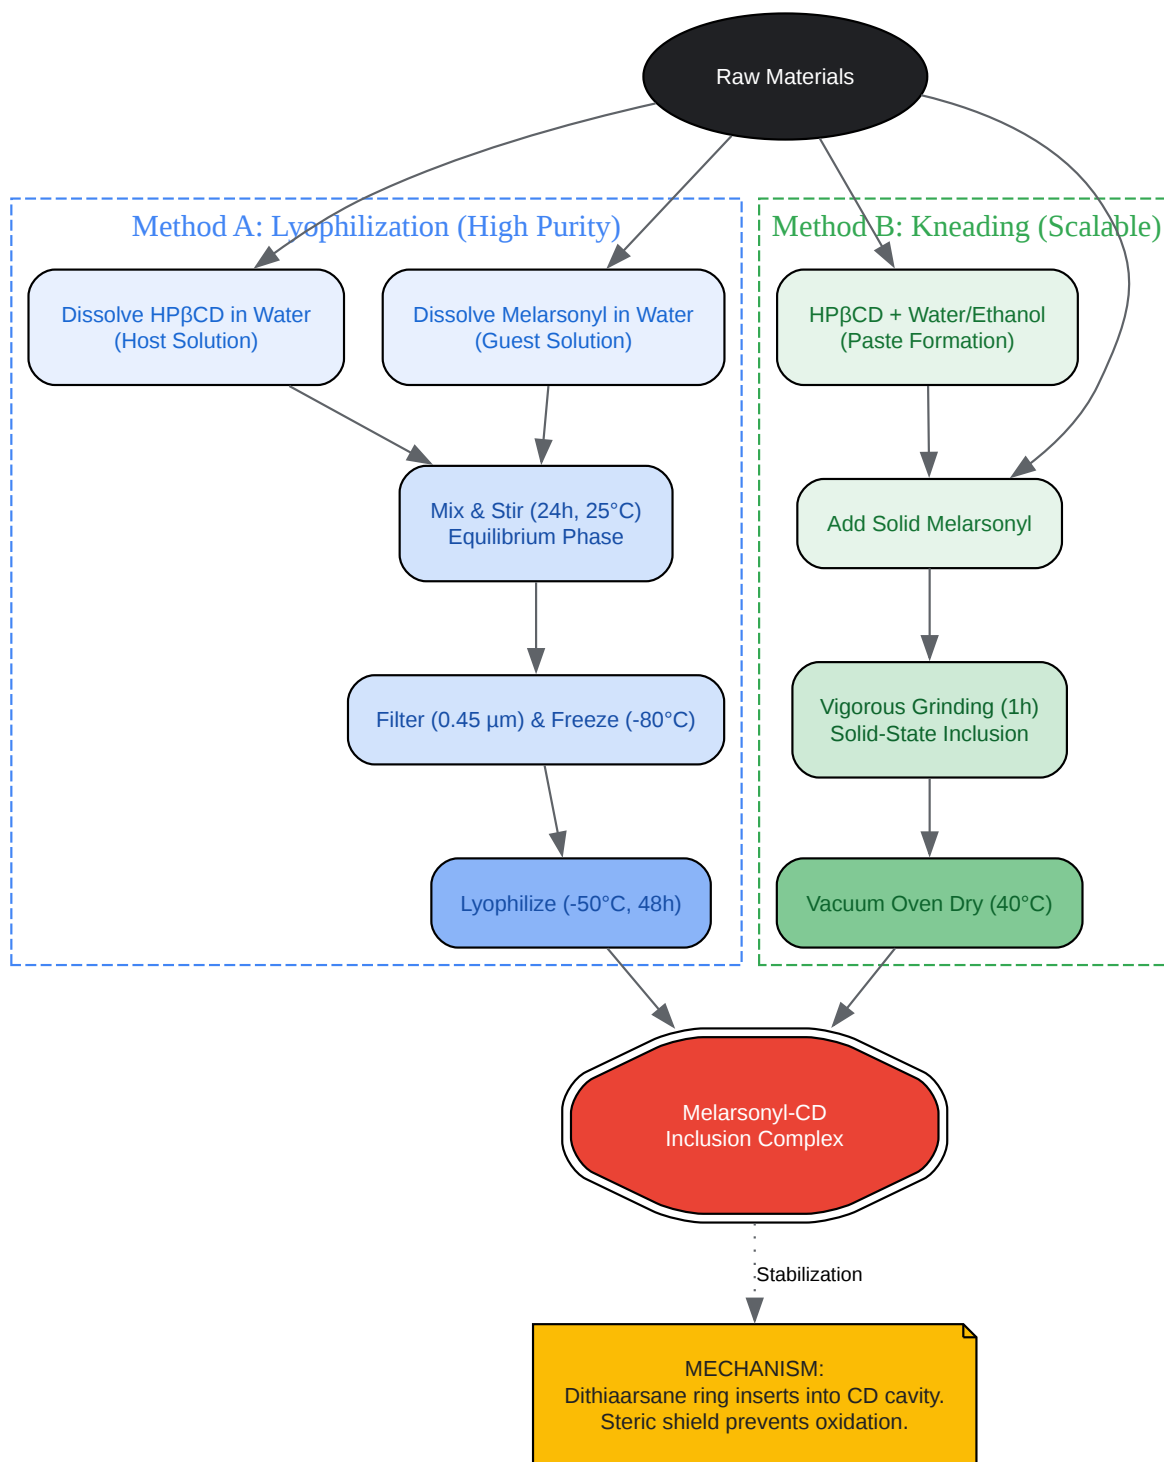 Raw Materials
Method A: Lyophilization (High Purity)
Dissolve HPβCD in Water
(Host Solution)
Dissolve Melarsonyl in Water
(Guest Solution)
Mix & Stir (24h, 25°C)
Equilibrium Phase
Filter (0.45 µm) & Freeze (-80°C)
Lyophilize (-50°C, 48h)
Method B: Kneading (Scalable)
HPβCD + Water/Ethanol
(Paste Formation)
Add Solid Melarsonyl
Vigorous Grinding (1h)
Solid-State Inclusion
Vacuum Oven Dry (40°C)
Melarsonyl-CD
Inclusion Complex
Stabilization
MECHANISM:
Dithiaarsane ring inserts into CD cavity.
Steric shield prevents oxidation.